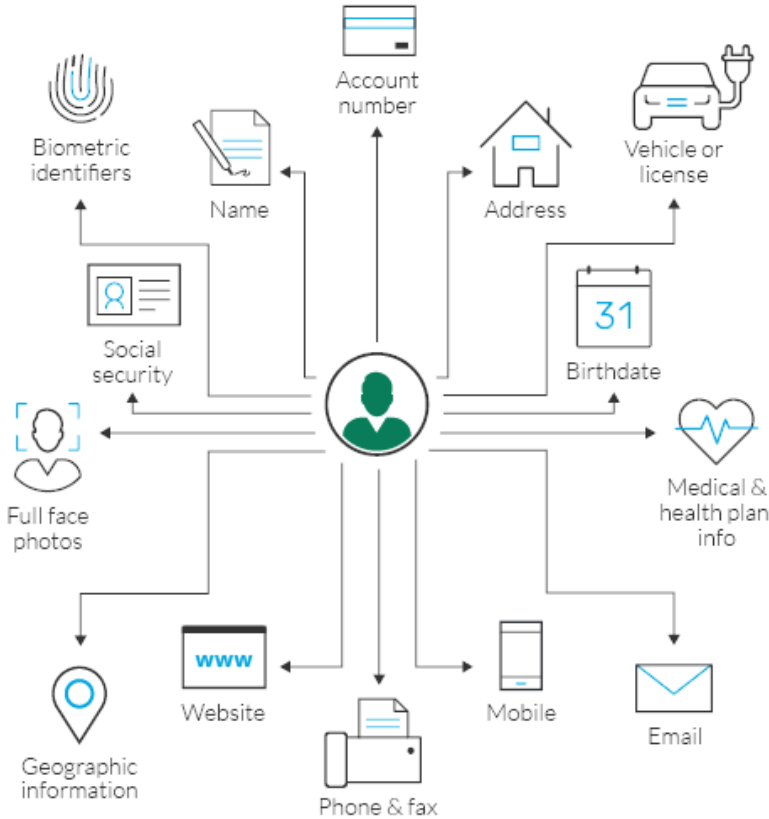 Account
number
Biometric
identifiers
Name
Address
Vehicle or
license
Social
security
31
Birthdate
Full face
photos
Medical &
health plan
info
Geographic
information
www
Website
Phone & fax
Mobile
Email